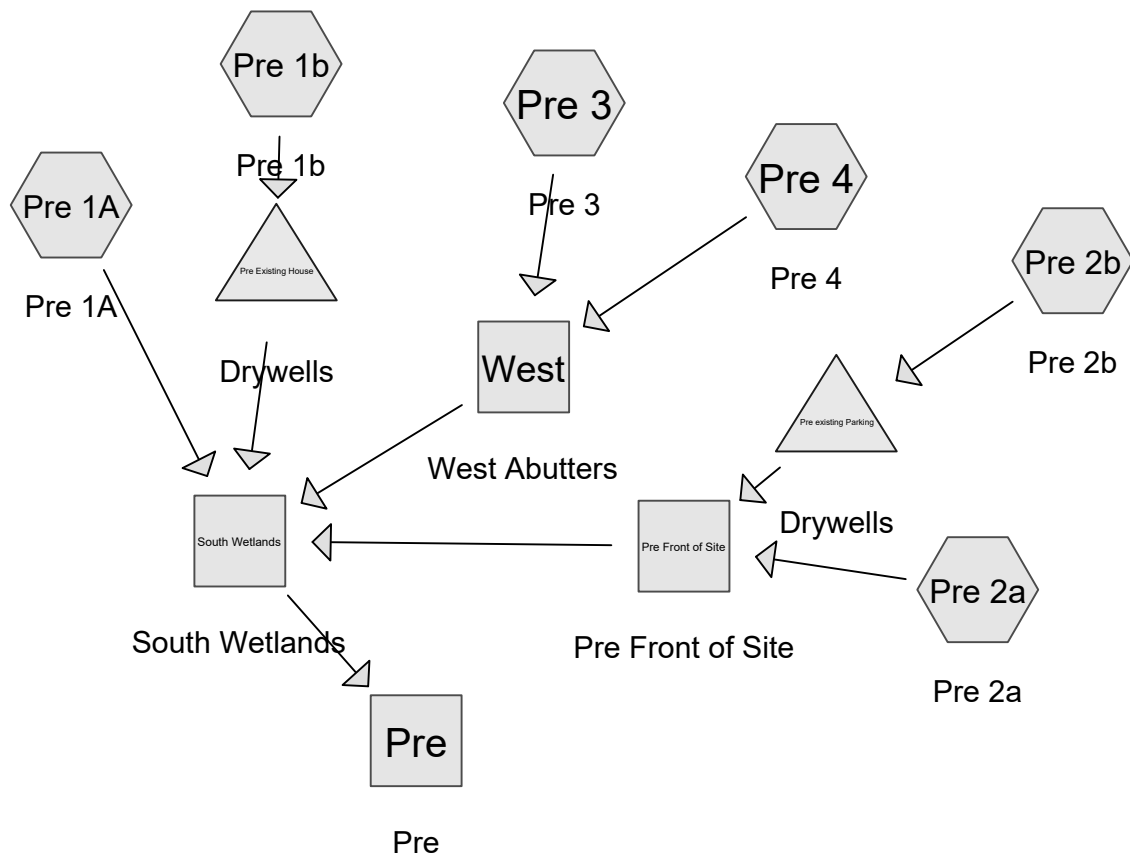 Pre 1b
Pre 1b
Pre 3
Pre 3
Pre 4
Pre 4
Pre 1A
Pre 1A
Pre 2b
Pre 2b
Pre Existing House
Drywells
West
West Abutters
Pre existing Parking
Drywells
South Wetlands
South Wetlands
Pre Front of Site
Pre Front of Site
Pre 2a
Pre 2a
Pre
Pre